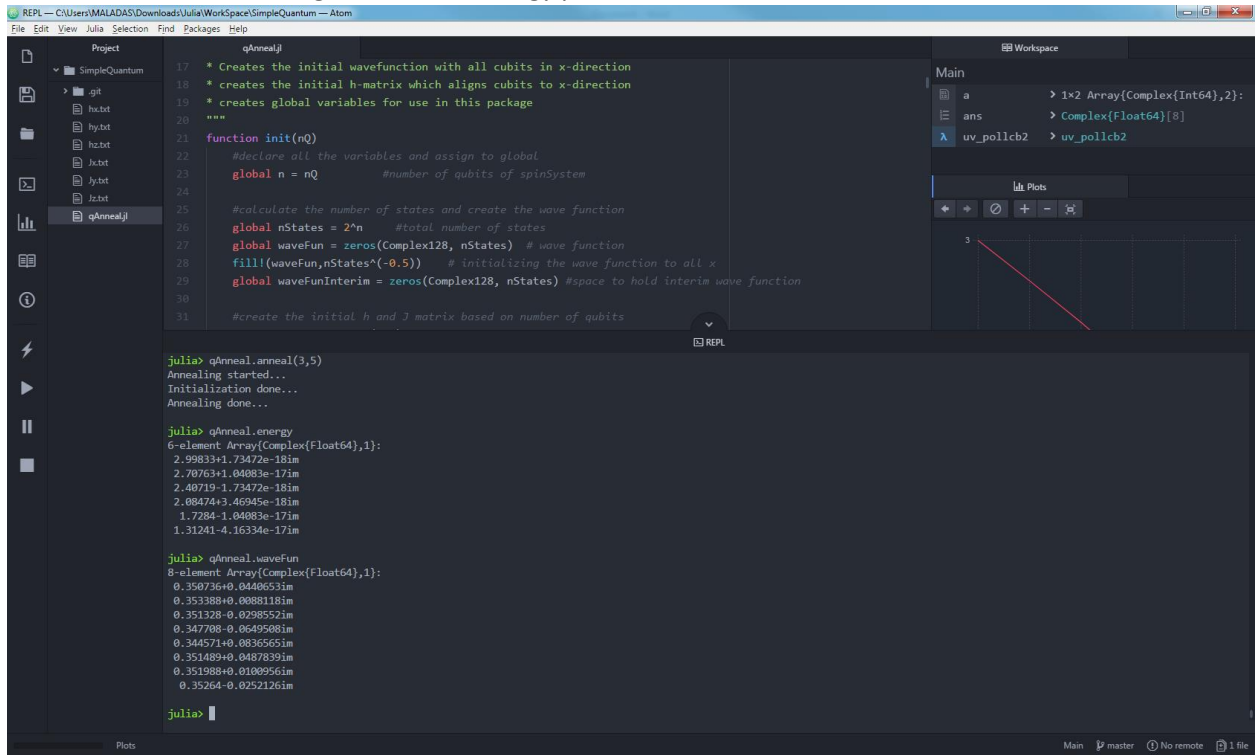 REPL — C:\Users\MALADAS\Downloads\Julia\WorkSpace\SimpleQuantum — Atom
File Edit View Julia Selection Find Packages Help
Project
SimpleQuantum
.git
hx.txt
hy.txt
hz.txt
Jx.txt
Jy.txt
Jz.txt
qAnneal.jl
qAnneal.jl
17 * Creates the initial wavefunction with all cubits in x-direction
18 * creates the initial h-matrix which aligns cubits to x-direction
19 * creates global variables for use in this package
20 """
21 function init(nQ)
22 #declare all the variables and assign to global
23 global n = nQ #number of qubits of spinSystem
24
25 #calculate the number of states and create the wave function
26 global nStates = 2^n #total number of states
27 global waveFun = zeros(Complex128, nStates) # wave function
28 fill!(waveFun,nStates^(-0.5)) # initializing the wave function to all x
29 global waveFunInterim = zeros(Complex128, nStates) #space to hold interim wave function
30
31 #create the initial h and J matrix based on number of qubits
Workspace
Main
a > 1×2 Array{Complex{Int64},2}:
ans > Complex{Float64}[8]
λ uv_pollcb2 > uv_pollcb2
Plots
3
REPL
julia> qAnneal.anneal(3,5)
Annealing started...
Initialization done...
Annealing done...
julia> qAnneal.energy
6-element Array{Complex{Float64},1}:
2.99833+1.73472e-18im
2.70763+1.04083e-17im
2.40719-1.73472e-18im
2.08474+3.46945e-18im
1.7284-1.04083e-17im
1.31241-4.16334e-17im
julia> qAnneal.waveFun
8-element Array{Complex{Float64},1}:
0.350736+0.0440653im
0.353388+0.0088118im
0.351328-0.0298552im
0.347708-0.0649508im
0.344571+0.0836565im
0.351489+0.0487839im
0.351988+0.0100956im
0.35264-0.0252126im
julia>
Plots
Main master No remote 1 file